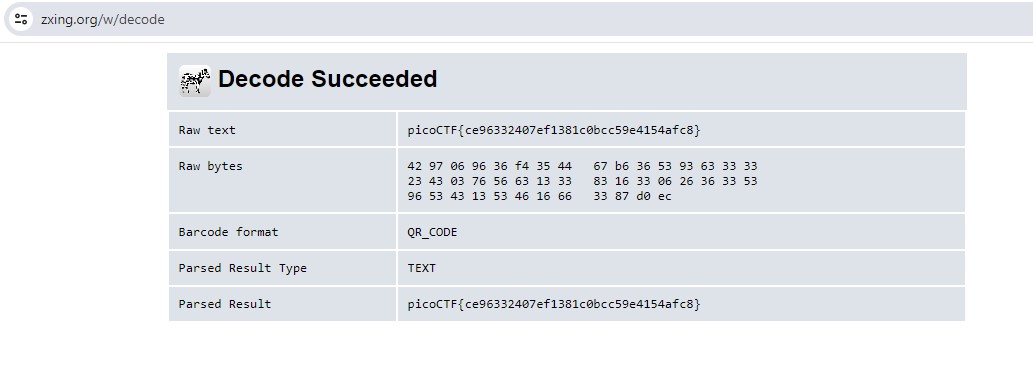 zxing.org/w/decode
Decode Succeeded
Raw text picoCTF{ce96332407ef1381c0bcc59e4154afc8}
Raw bytes 42 97 06 96 36 f4 35 44 67 b6 36 53 93 63 33 33
23 43 03 76 56 63 13 33 83 16 33 06 26 36 33 53
96 53 43 13 53 46 16 66 33 87 d0 ec
Barcode format QR_CODE
Parsed Result Type TEXT
Parsed Result picoCTF{ce96332407ef1381c0bcc59e4154afc8}